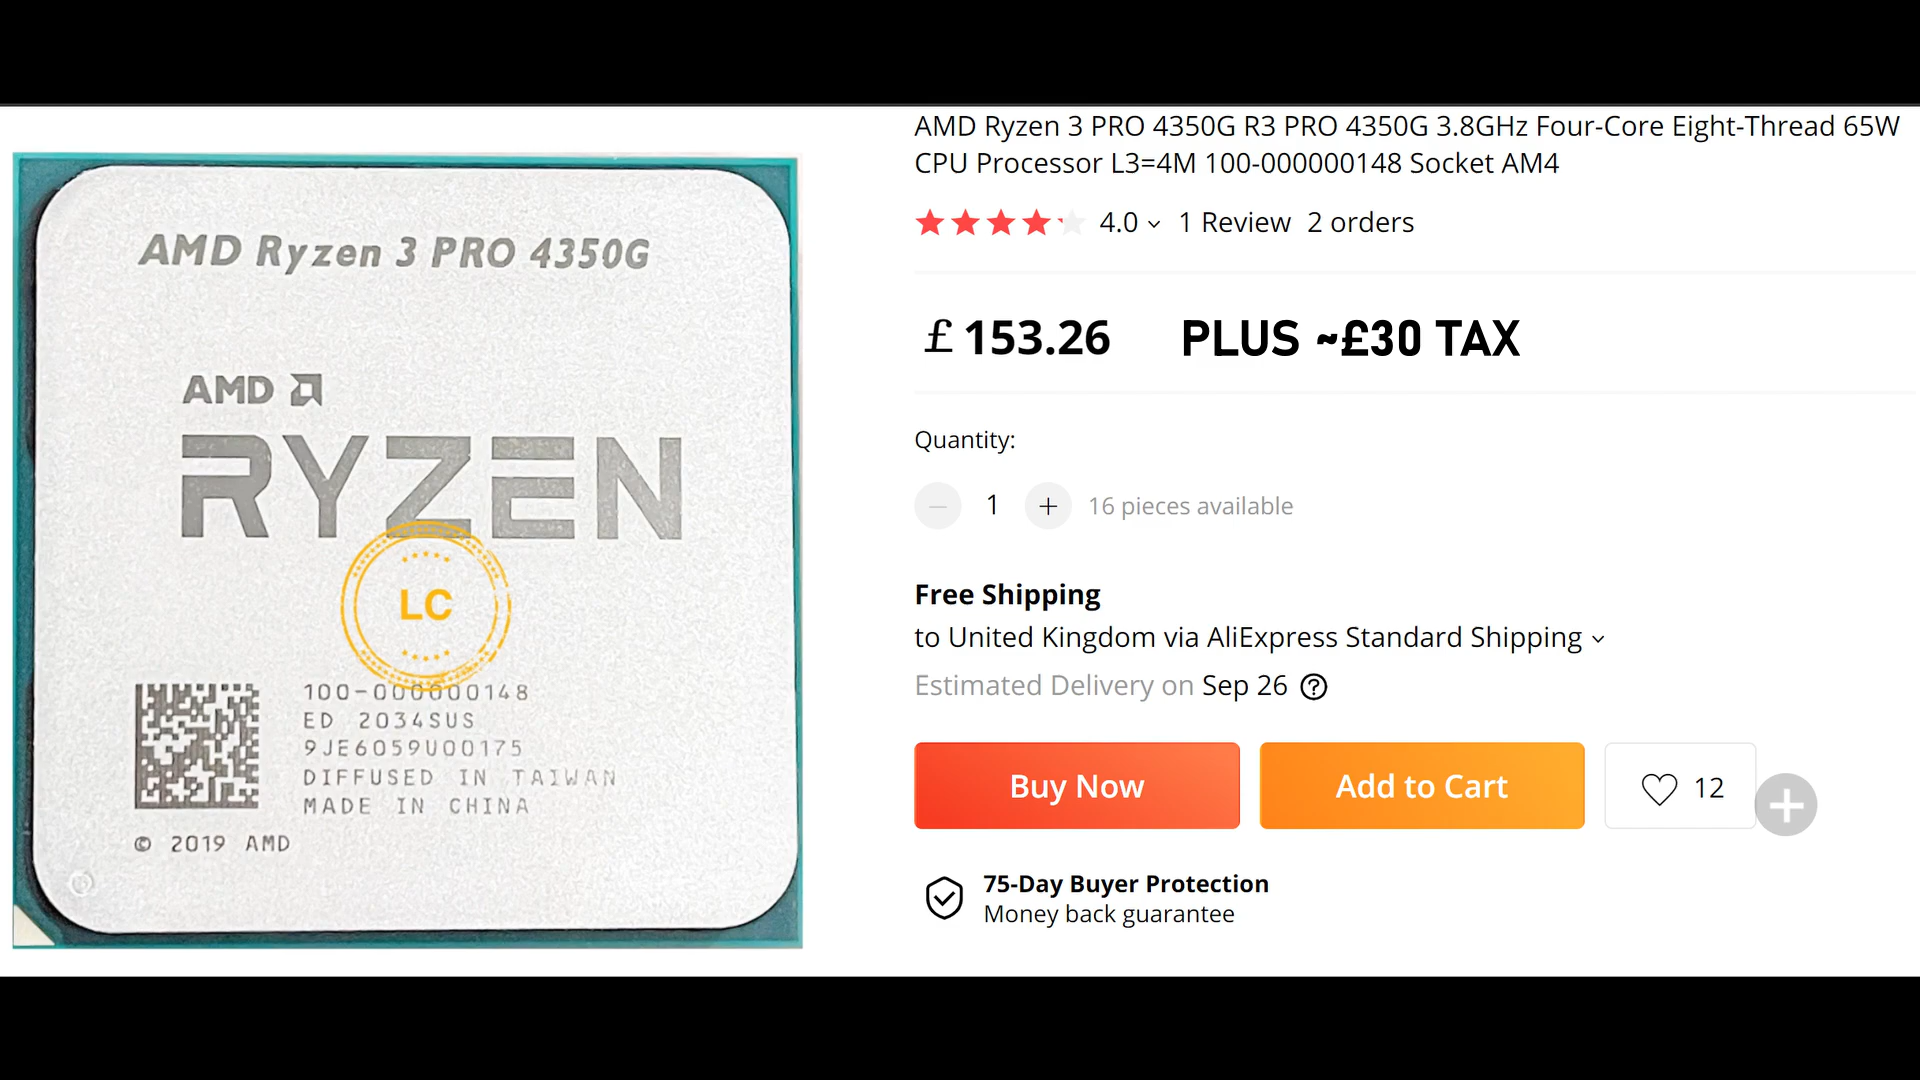 AMD Ryzen 3 PRO 4350G
AMD
RYZEN
LC
100-000000148
ED 2034SUS
9JE6059U00175
DIFFUSED IN TAIWAN
MADE IN CHINA
© 2019 AMD
AMD Ryzen 3 PRO 4350G R3 PRO 4350G 3.8GHz Four-Core Eight-Thread 65W
CPU Processor L3=4M 100-000000148 Socket AM4
4.0 1 Review 2 orders
£ 153.26 PLUS ~£30 TAX
Quantity:
1 16 pieces available
Free Shipping
to United Kingdom via AliExpress Standard Shipping
Estimated Delivery on Sep 26
Buy Now Add to Cart 12
75-Day Buyer Protection
Money back guarantee